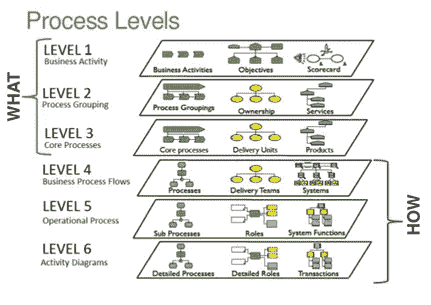 Process Levels
WHAT
LEVEL 1
Business Activity
Business Activities
Objectives
Scorecard
LEVEL 2
Process Grouping
Process Groupings
Ownership
Services
LEVEL 3
Core Processes
Core processes
Delivery Units
Products
LEVEL 4
Business Process Flows
Processes
Delivery Teams
Systems
LEVEL 5
Operational Process
Sub Processes
Roles
System Functions
LEVEL 6
Activity Diagrams
Detailed Processes
Detailed Roles
Transactions
HOW